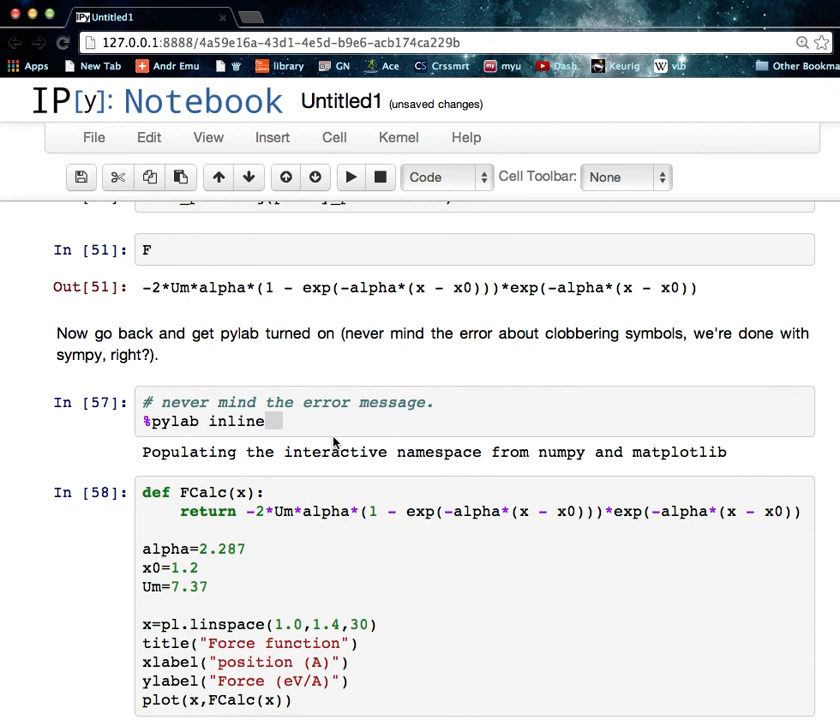 IPy Untitled1
127.0.0.1:8888/4a59e16a-43d1-4e5d-b9e6-acb174ca229b
Apps New Tab Andr Emu library GN Ace Crssmrt myu Dash Keurig vib Other Bookma
IP[y]: Notebook Untitled1 (unsaved changes)
File Edit View Insert Cell Kernel Help
Code Cell Toolbar: None
In [51]: F
Out[51]: -2*Um*alpha*(1 - exp(-alpha*(x - x0)))*exp(-alpha*(x - x0))
Now go back and get pylab turned on (never mind the error about clobbering symbols, we're done with
sympy, right?).
In [57]: # never mind the error message.
%pylab inline
Populating the interactive namespace from numpy and matplotlib
In [58]: def FCalc(x):
return -2*Um*alpha*(1 - exp(-alpha*(x - x0)))*exp(-alpha*(x - x0))
alpha=2.287
x0=1.2
Um=7.37
x=pl.linspace(1.0,1.4,30)
title("Force function")
xlabel("position (A)")
ylabel("Force (eV/A)")
plot(x,FCalc(x))